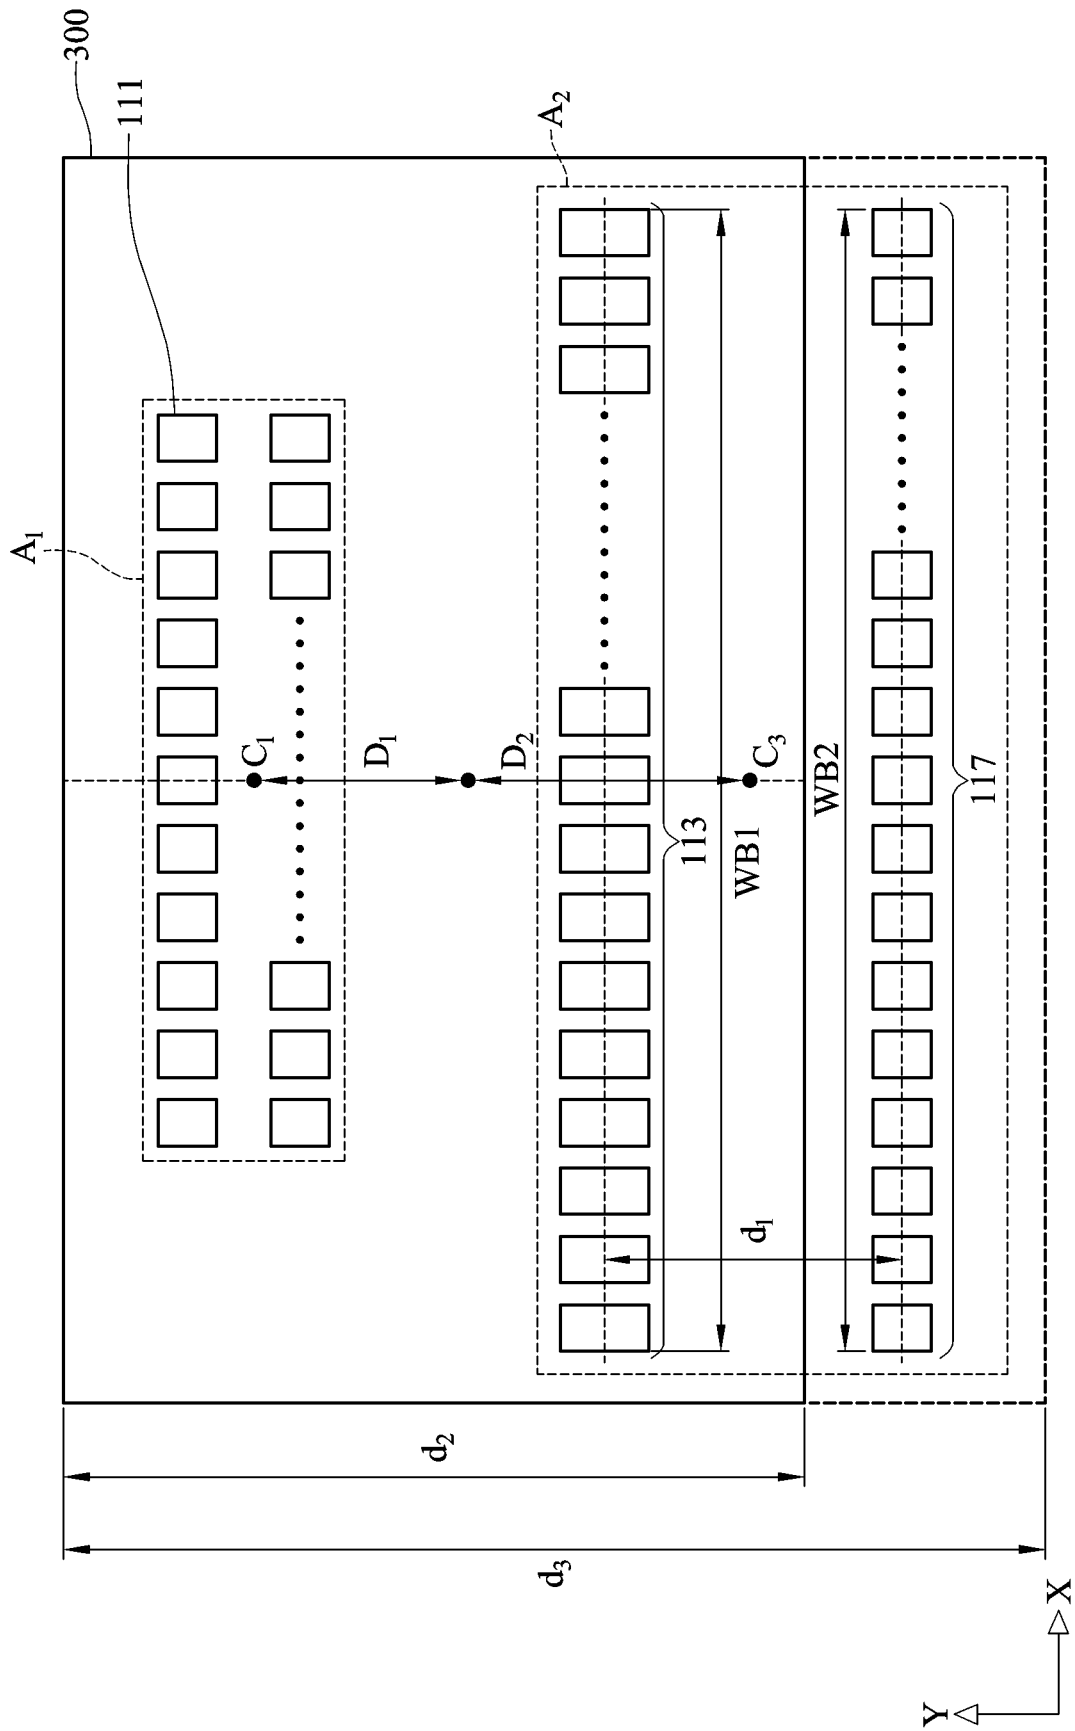 300
111
A₁
A₂
C₁
D₁
D₂
C₃
113
WB1
WB2
117
d₁
d₂
d₃
X
Y